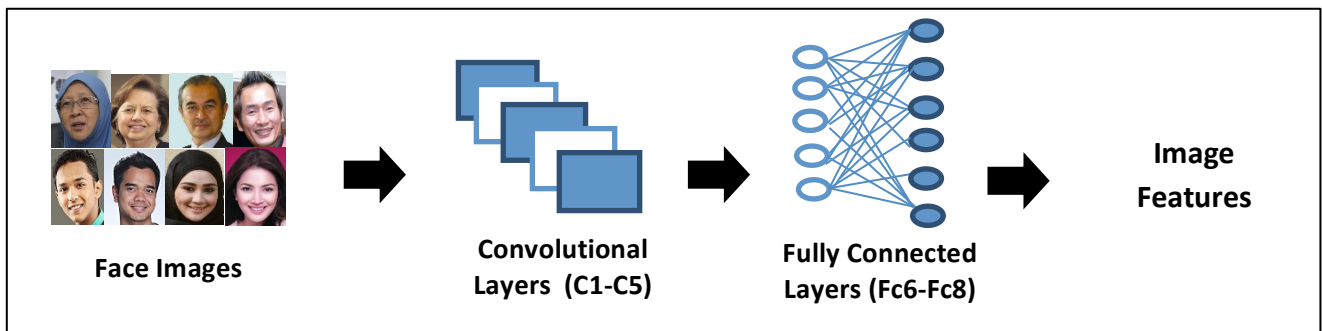 Face Images
Convolutional
Layers (C1-C5)
Fully Connected
Layers (Fc6-Fc8)
Image
Features